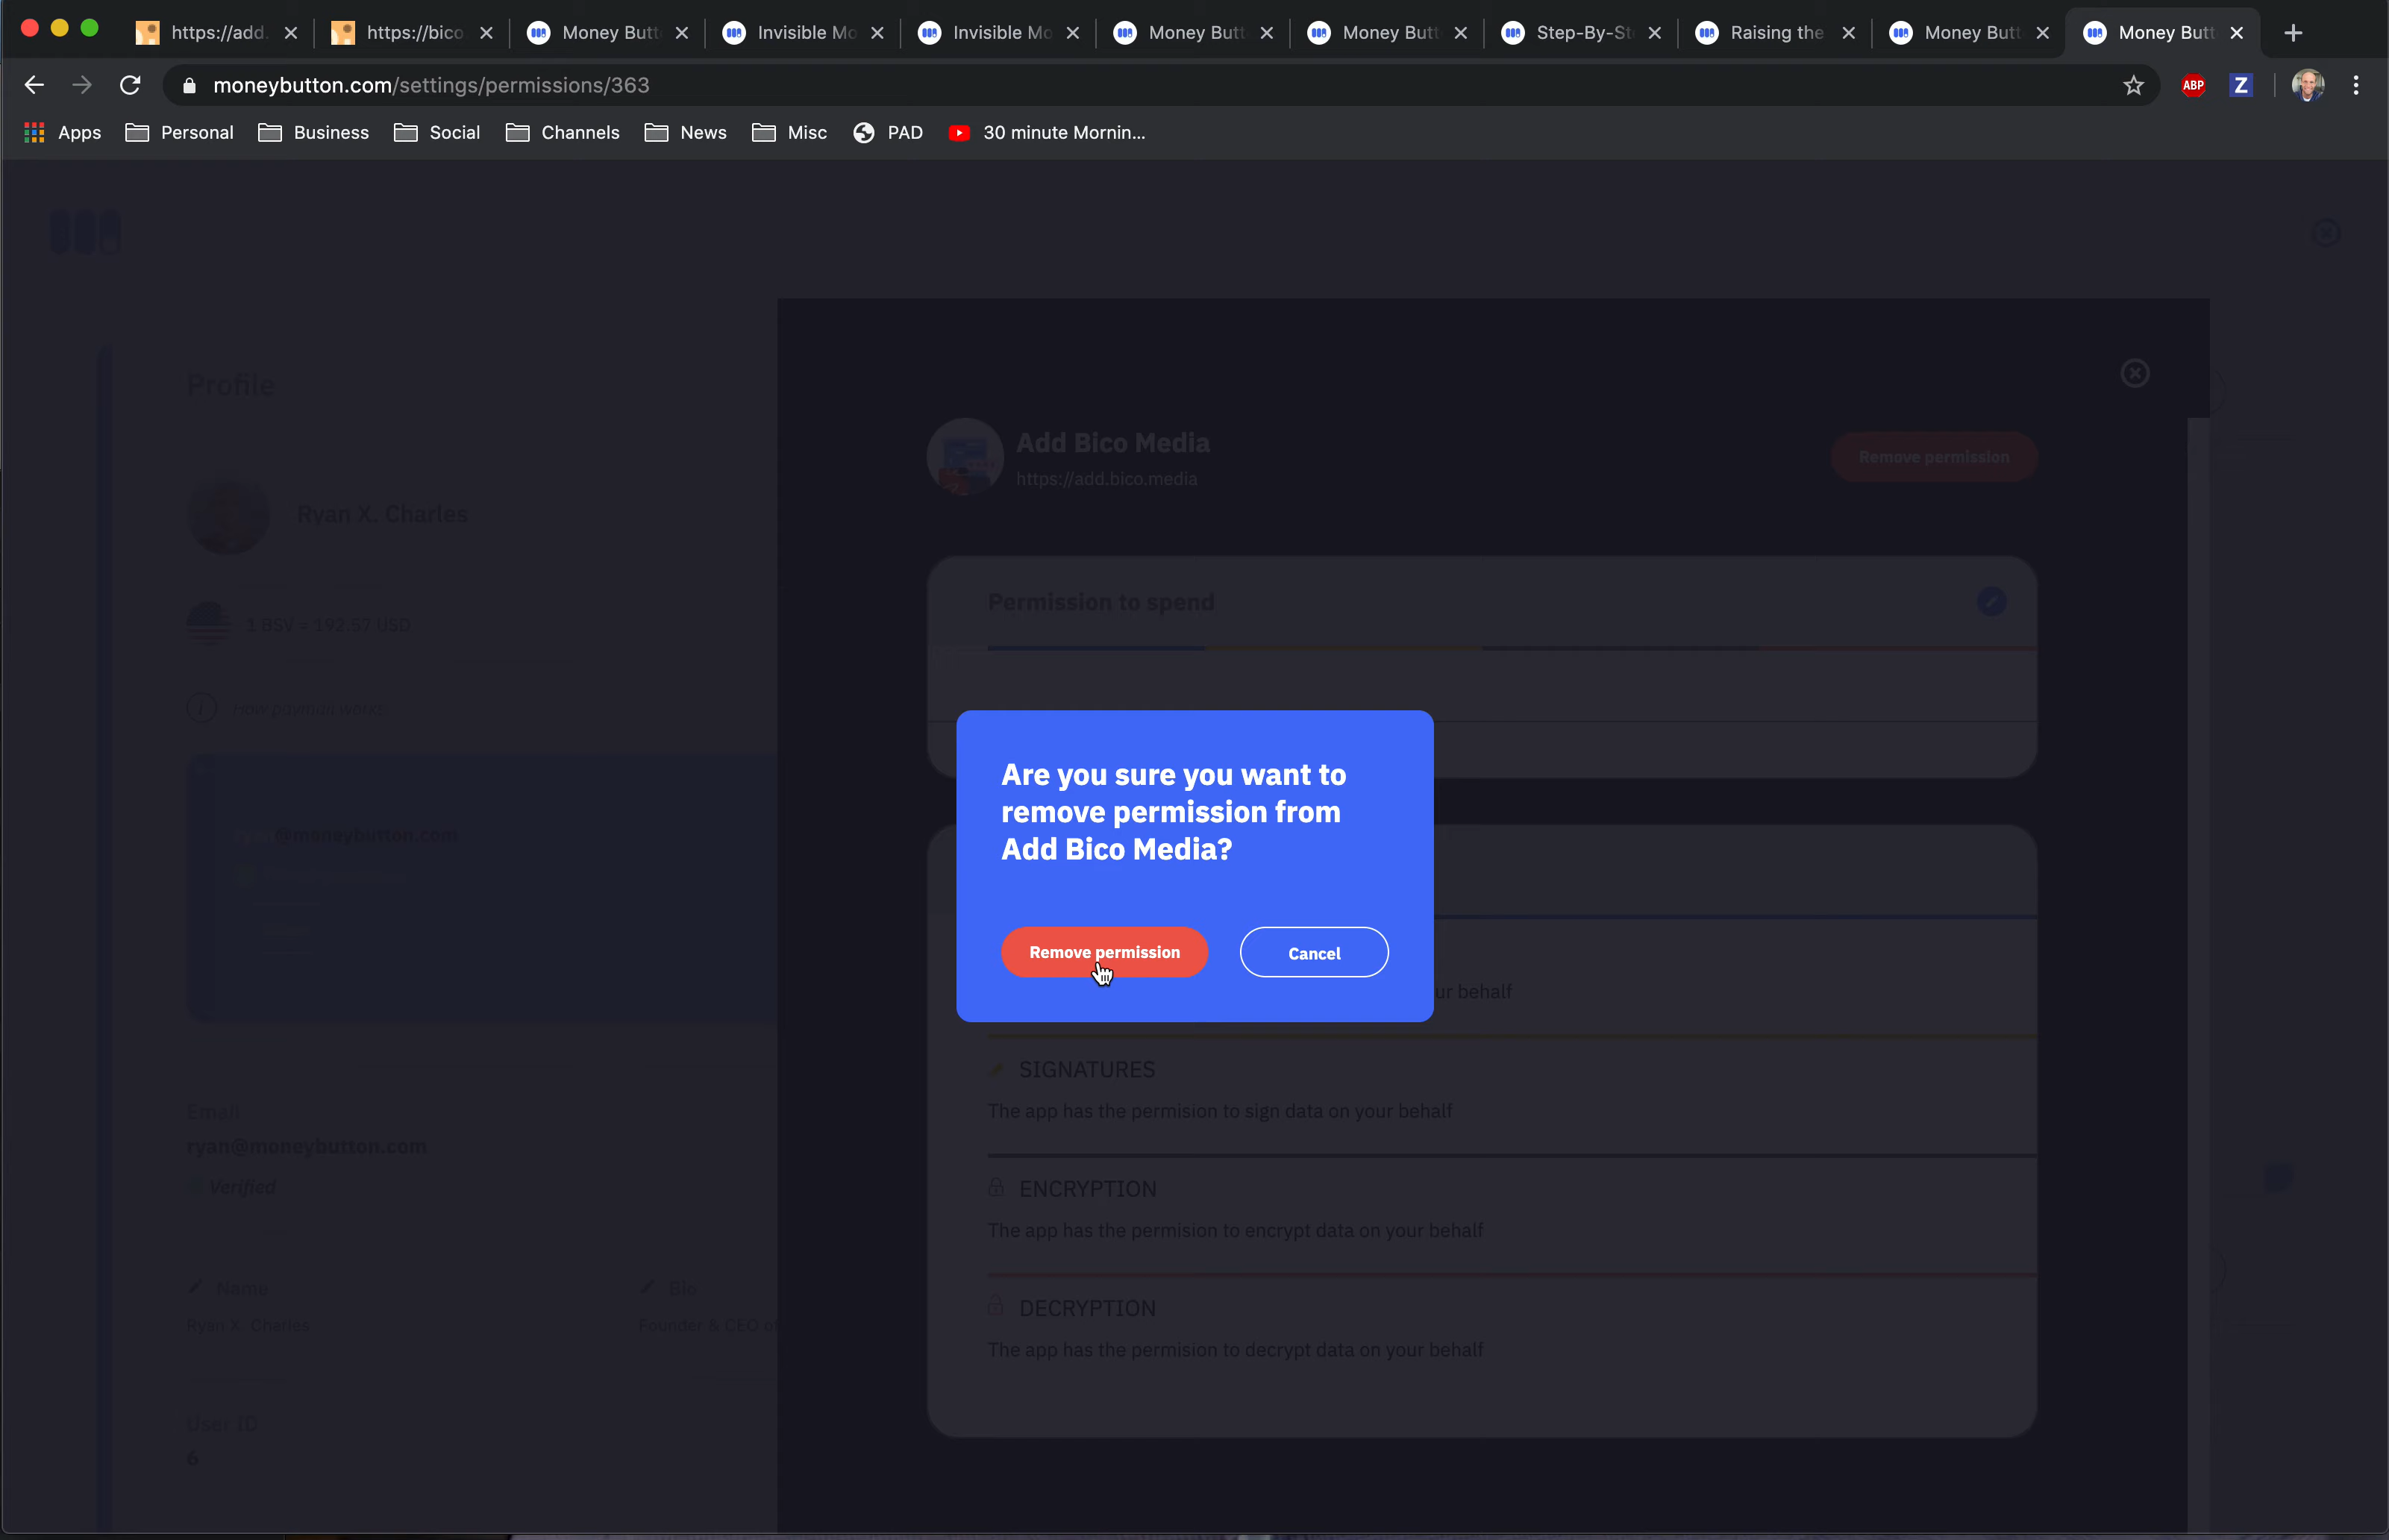 https://add.
https://bico
Money Butt
Invisible Mo
Invisible Mo
Money Butt
Money Butt
Step-By-St
Raising the
Money Butt
Money Butt
moneybutton.com/settings/permissions/363
ABP
Z
Apps
Personal
Business
Social
Channels
News
Misc
PAD
30 minute Mornin...
Profile
Ryan X. Charles
1 BSV = 192.57 USD
How paymail works
@moneybutton.com
Email
ryan@moneybutton.com
Verified
Name
Bio
Ryan X. Charles
Founder & CEO of
User ID
6
Add Bico Media
https://add.bico.media
Remove permission
Permission to spend
Are you sure you want to
remove permission from
Add Bico Media?
Remove permission
Cancel
ur behalf
SIGNATURES
The app has the permision to sign data on your behalf
ENCRYPTION
The app has the permision to encrypt data on your behalf
DECRYPTION
The app has the permision to decrypt data on your behalf